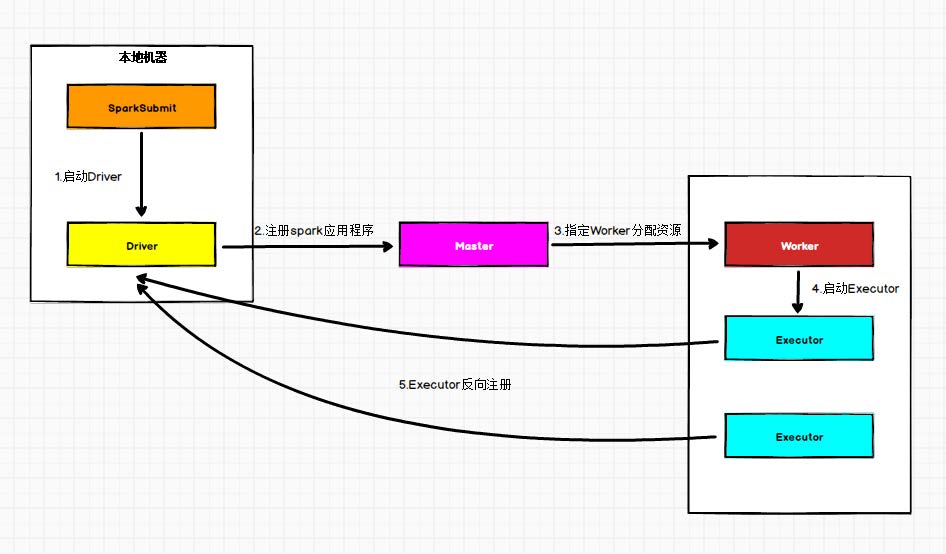 本地机器
SparkSubmit
1.启动Driver
Driver
2.注册spark应用程序
Master
3.指定Worker分配资源
Worker
4.启动Executor
Executor
5.Executor反向注册
Executor